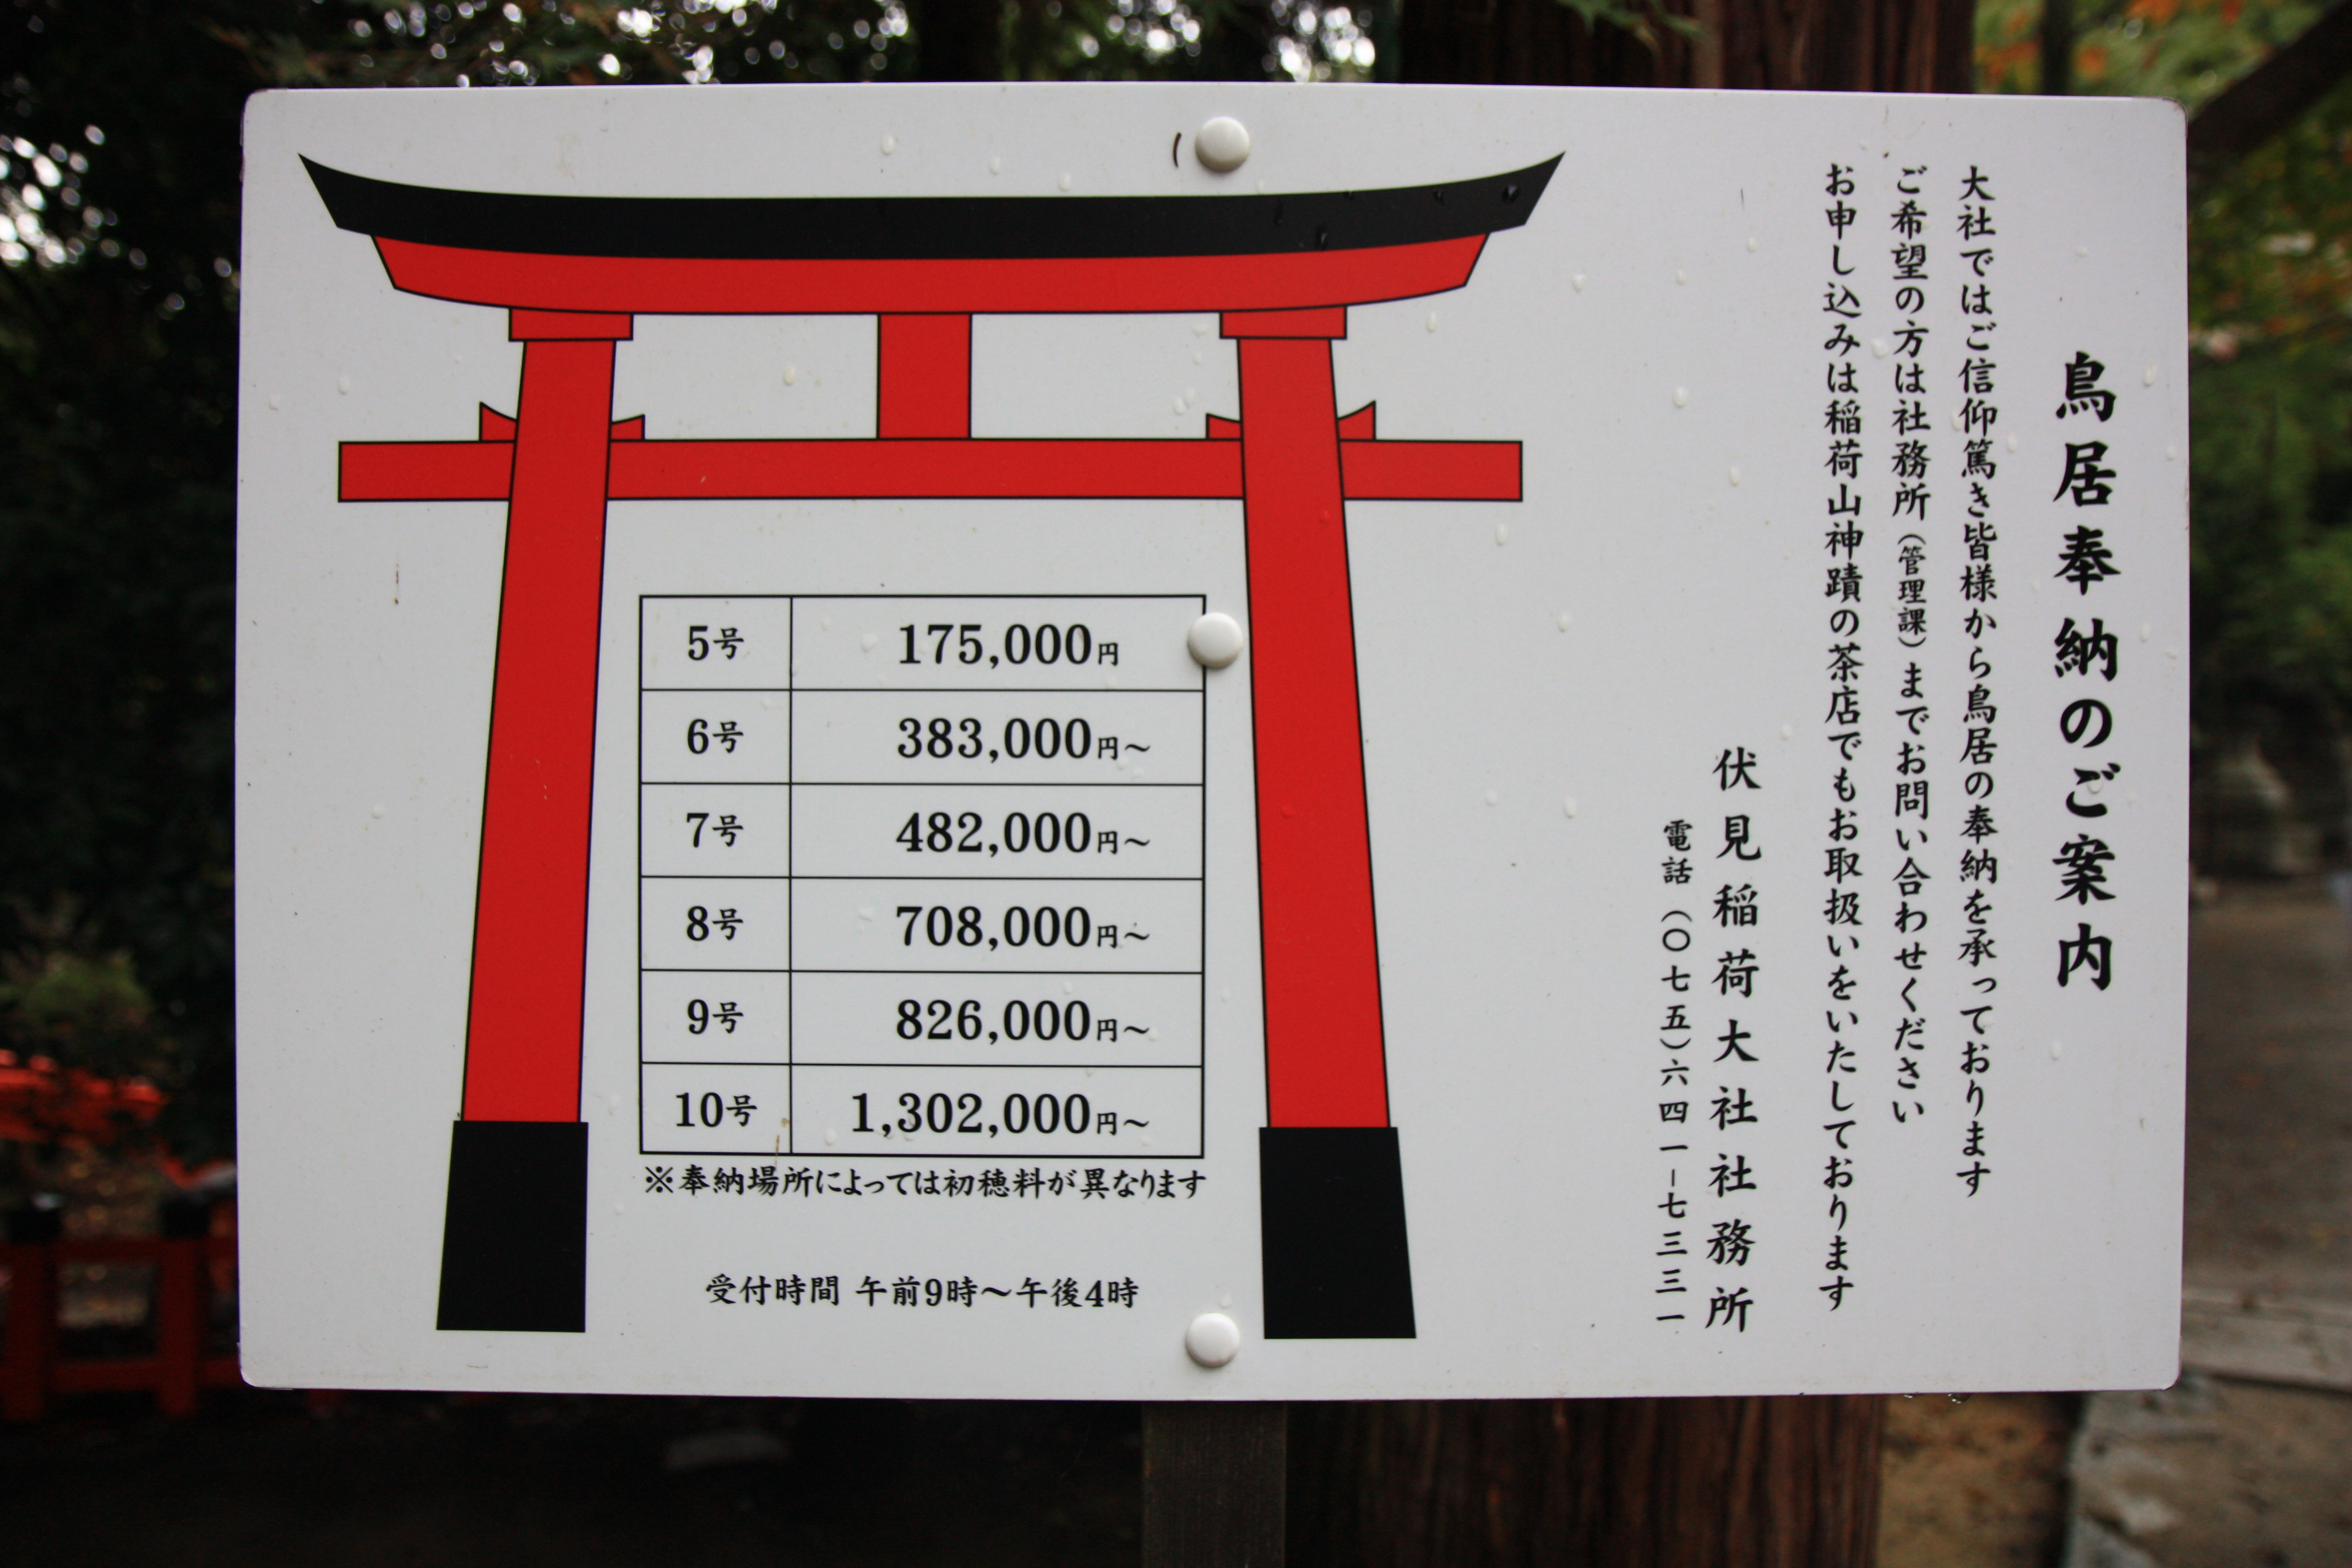 鳥居奉納のご案内
大社ではご信仰篤き皆様から鳥居の奉納を承っております
ご希望の方は社務所(管理課)までお問い合わせください
お申し込みは稲荷山神蹟の茶店でもお取扱いをいたしております
伏見稲荷大社社務所
電話(〇七五)六四一-七三三一
5号 175,000円
6号 383,000円~
7号 482,000円~
8号 708,000円~
9号 826,000円~
10号 1,302,000円~
※奉納場所によっては初穂料が異なります
受付時間 午前9時~午後4時